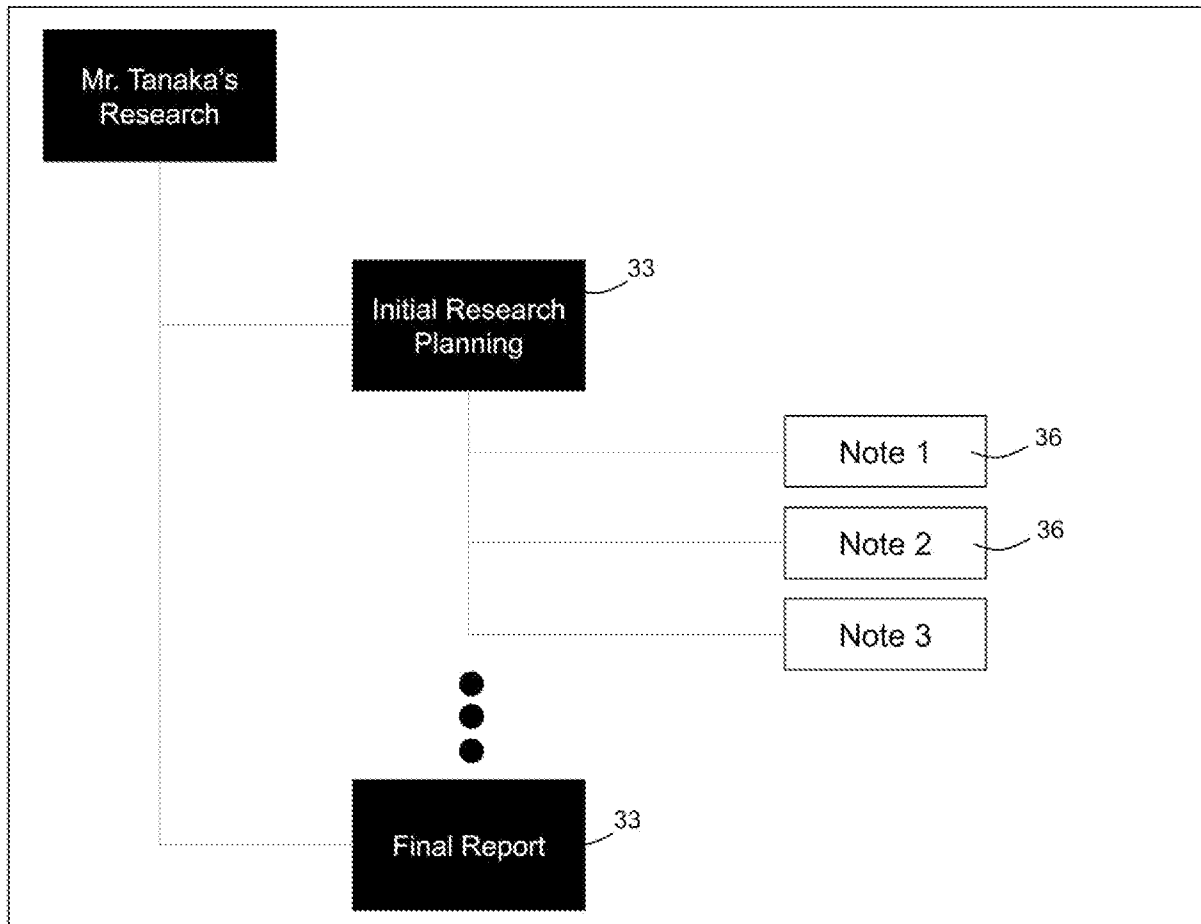 Mr. Tanaka's
Research
33
Initial Research
Planning
Note 1
36
Note 2
36
Note 3
Final Report
33